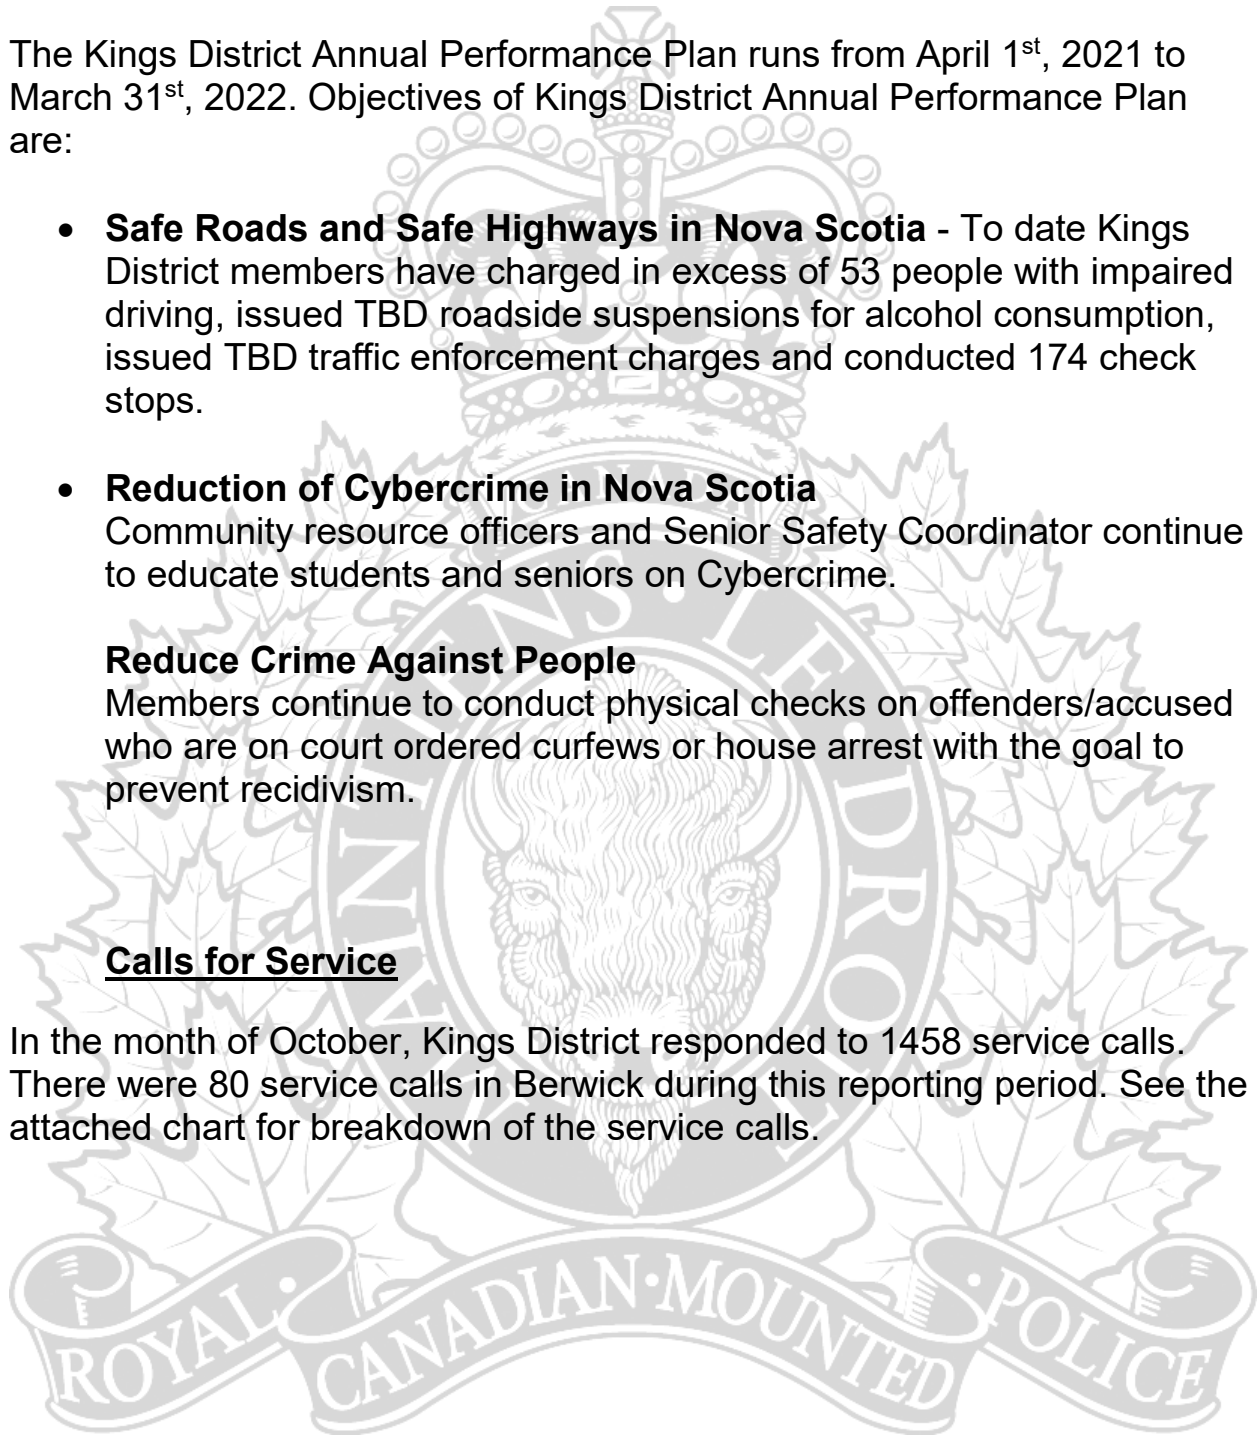 The Kings District Annual Performance Plan runs from April 1st, 2021 to
March 31st, 2022. Objectives of Kings District Annual Performance Plan
are:
• Safe Roads and Safe Highways in Nova Scotia - To date Kings
District members have charged in excess of 53 people with impaired
driving, issued TBD roadside suspensions for alcohol consumption,
issued TBD traffic enforcement charges and conducted 174 check
stops.
• Reduction of Cybercrime in Nova Scotia
Community resource officers and Senior Safety Coordinator continue
to educate students and seniors on Cybercrime.
Reduce Crime Against People
Members continue to conduct physical checks on offenders/accused
who are on court ordered curfews or house arrest with the goal to
prevent recidivism.
Calls for Service
In the month of October, Kings District responded to 1458 service calls.
There were 80 service calls in Berwick during this reporting period. See the
attached chart for breakdown of the service calls.
CANADA
MAINTIENS LE DROIT
ROYAL · CANADIAN · MOUNTED · POLICE